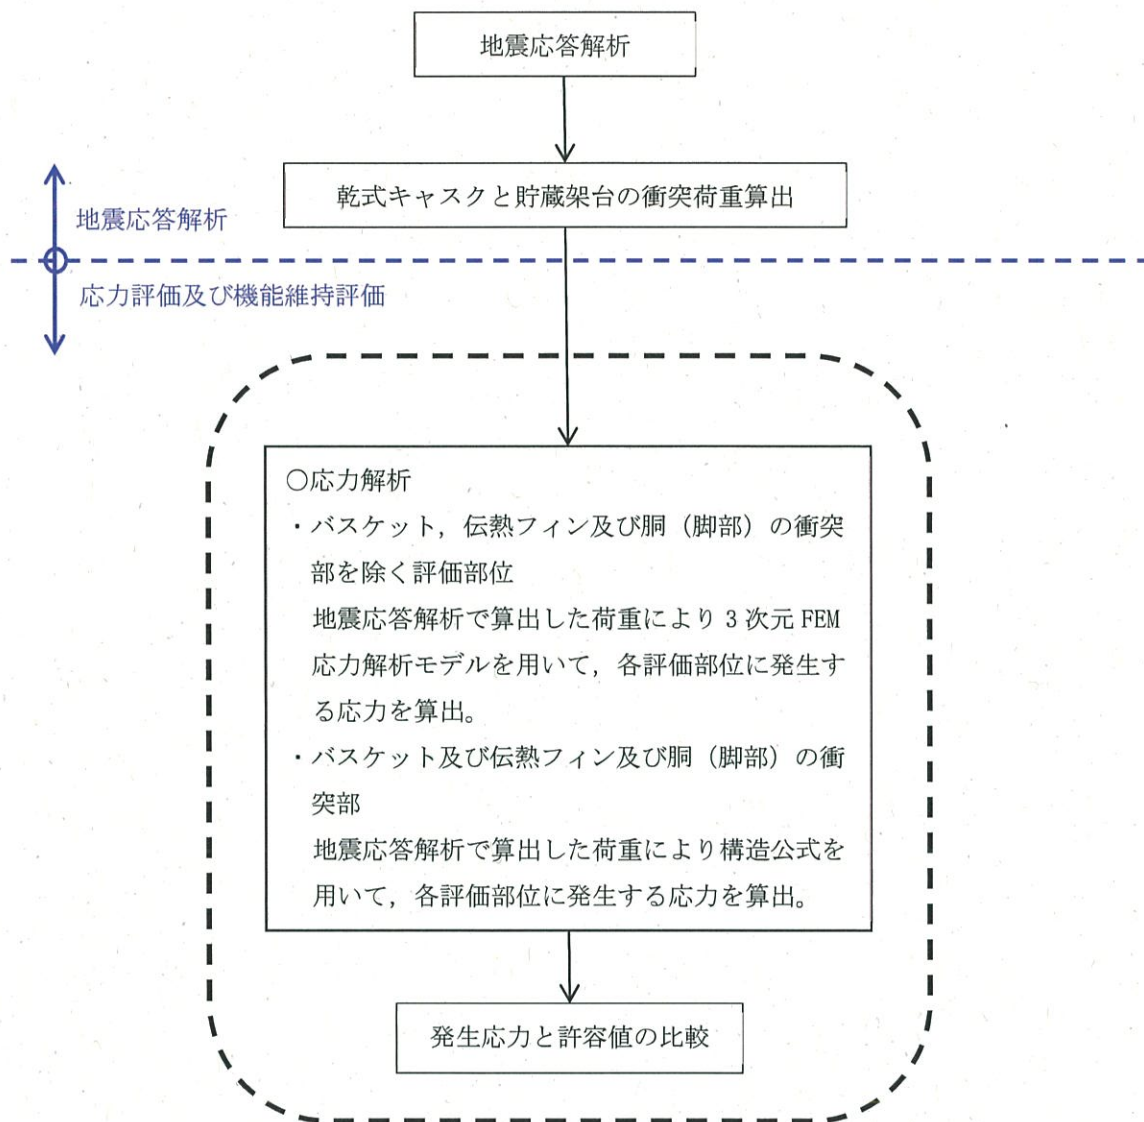 地震応答解析
乾式キャスクと貯蔵架台の衝突荷重算出
地震応答解析
応力評価及び機能維持評価
○応力解析
・バスケット，伝熱フィン及び胴（脚部）の衝突
部を除く評価部位
地震応答解析で算出した荷重により 3 次元 FEM
応力解析モデルを用いて，各評価部位に発生す
る応力を算出。
・バスケット及び伝熱フィン及び胴（脚部）の衝
突部
地震応答解析で算出した荷重により構造公式を
用いて，各評価部位に発生する応力を算出。
発生応力と許容値の比較